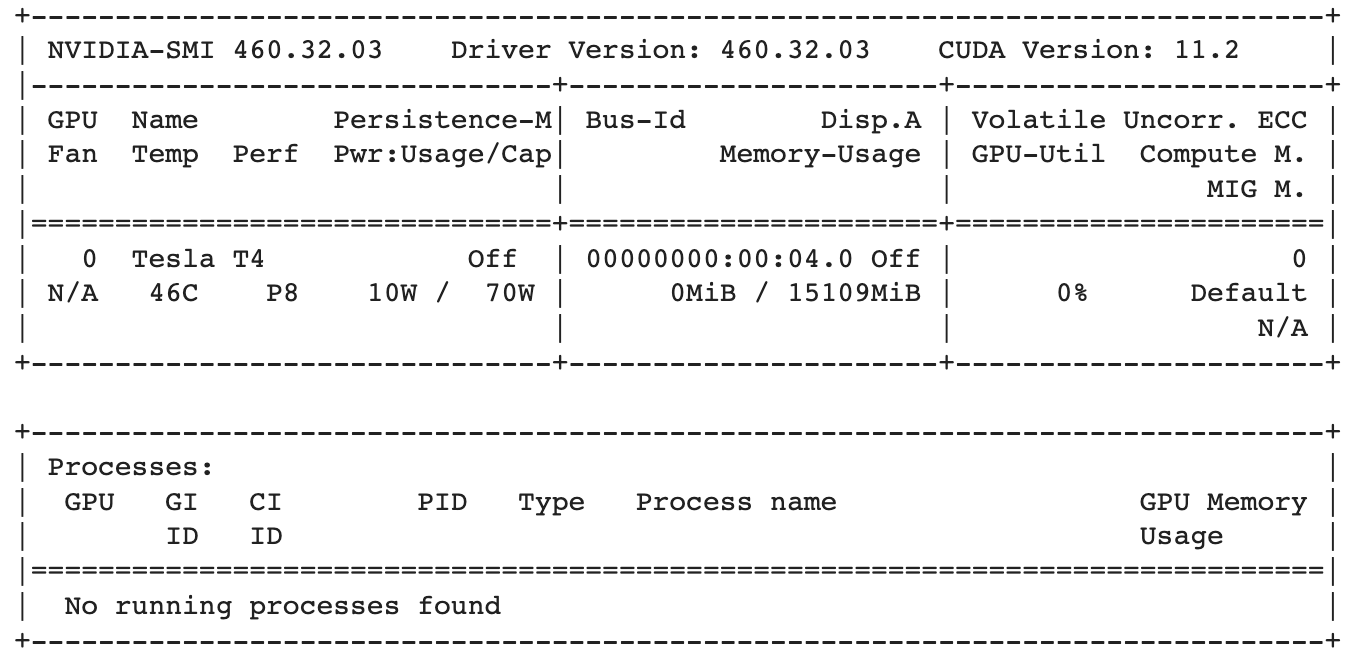 +-----------------------------------------------------------------------------+
| NVIDIA-SMI 460.32.03    Driver Version: 460.32.03    CUDA Version: 11.2     |
|-------------------------------+----------------------+----------------------+
| GPU  Name        Persistence-M| Bus-Id        Disp.A | Volatile Uncorr. ECC |
| Fan  Temp  Perf  Pwr:Usage/Cap|         Memory-Usage | GPU-Util  Compute M. |
|                               |                      |               MIG M. |
|===============================+======================+======================|
|   0  Tesla T4            Off  | 00000000:00:04.0 Off |                    0 |
| N/A   46C    P8    10W /  70W |      0MiB / 15109MiB |      0%      Default |
|                               |                      |                  N/A |
+-------------------------------+----------------------+----------------------+

+-----------------------------------------------------------------------------+
| Processes:                                                                  |
|  GPU   GI   CI        PID   Type   Process name                  GPU Memory |
|        ID   ID                                                   Usage      |
|=============================================================================|
|  No running processes found                                                 |
+-----------------------------------------------------------------------------+